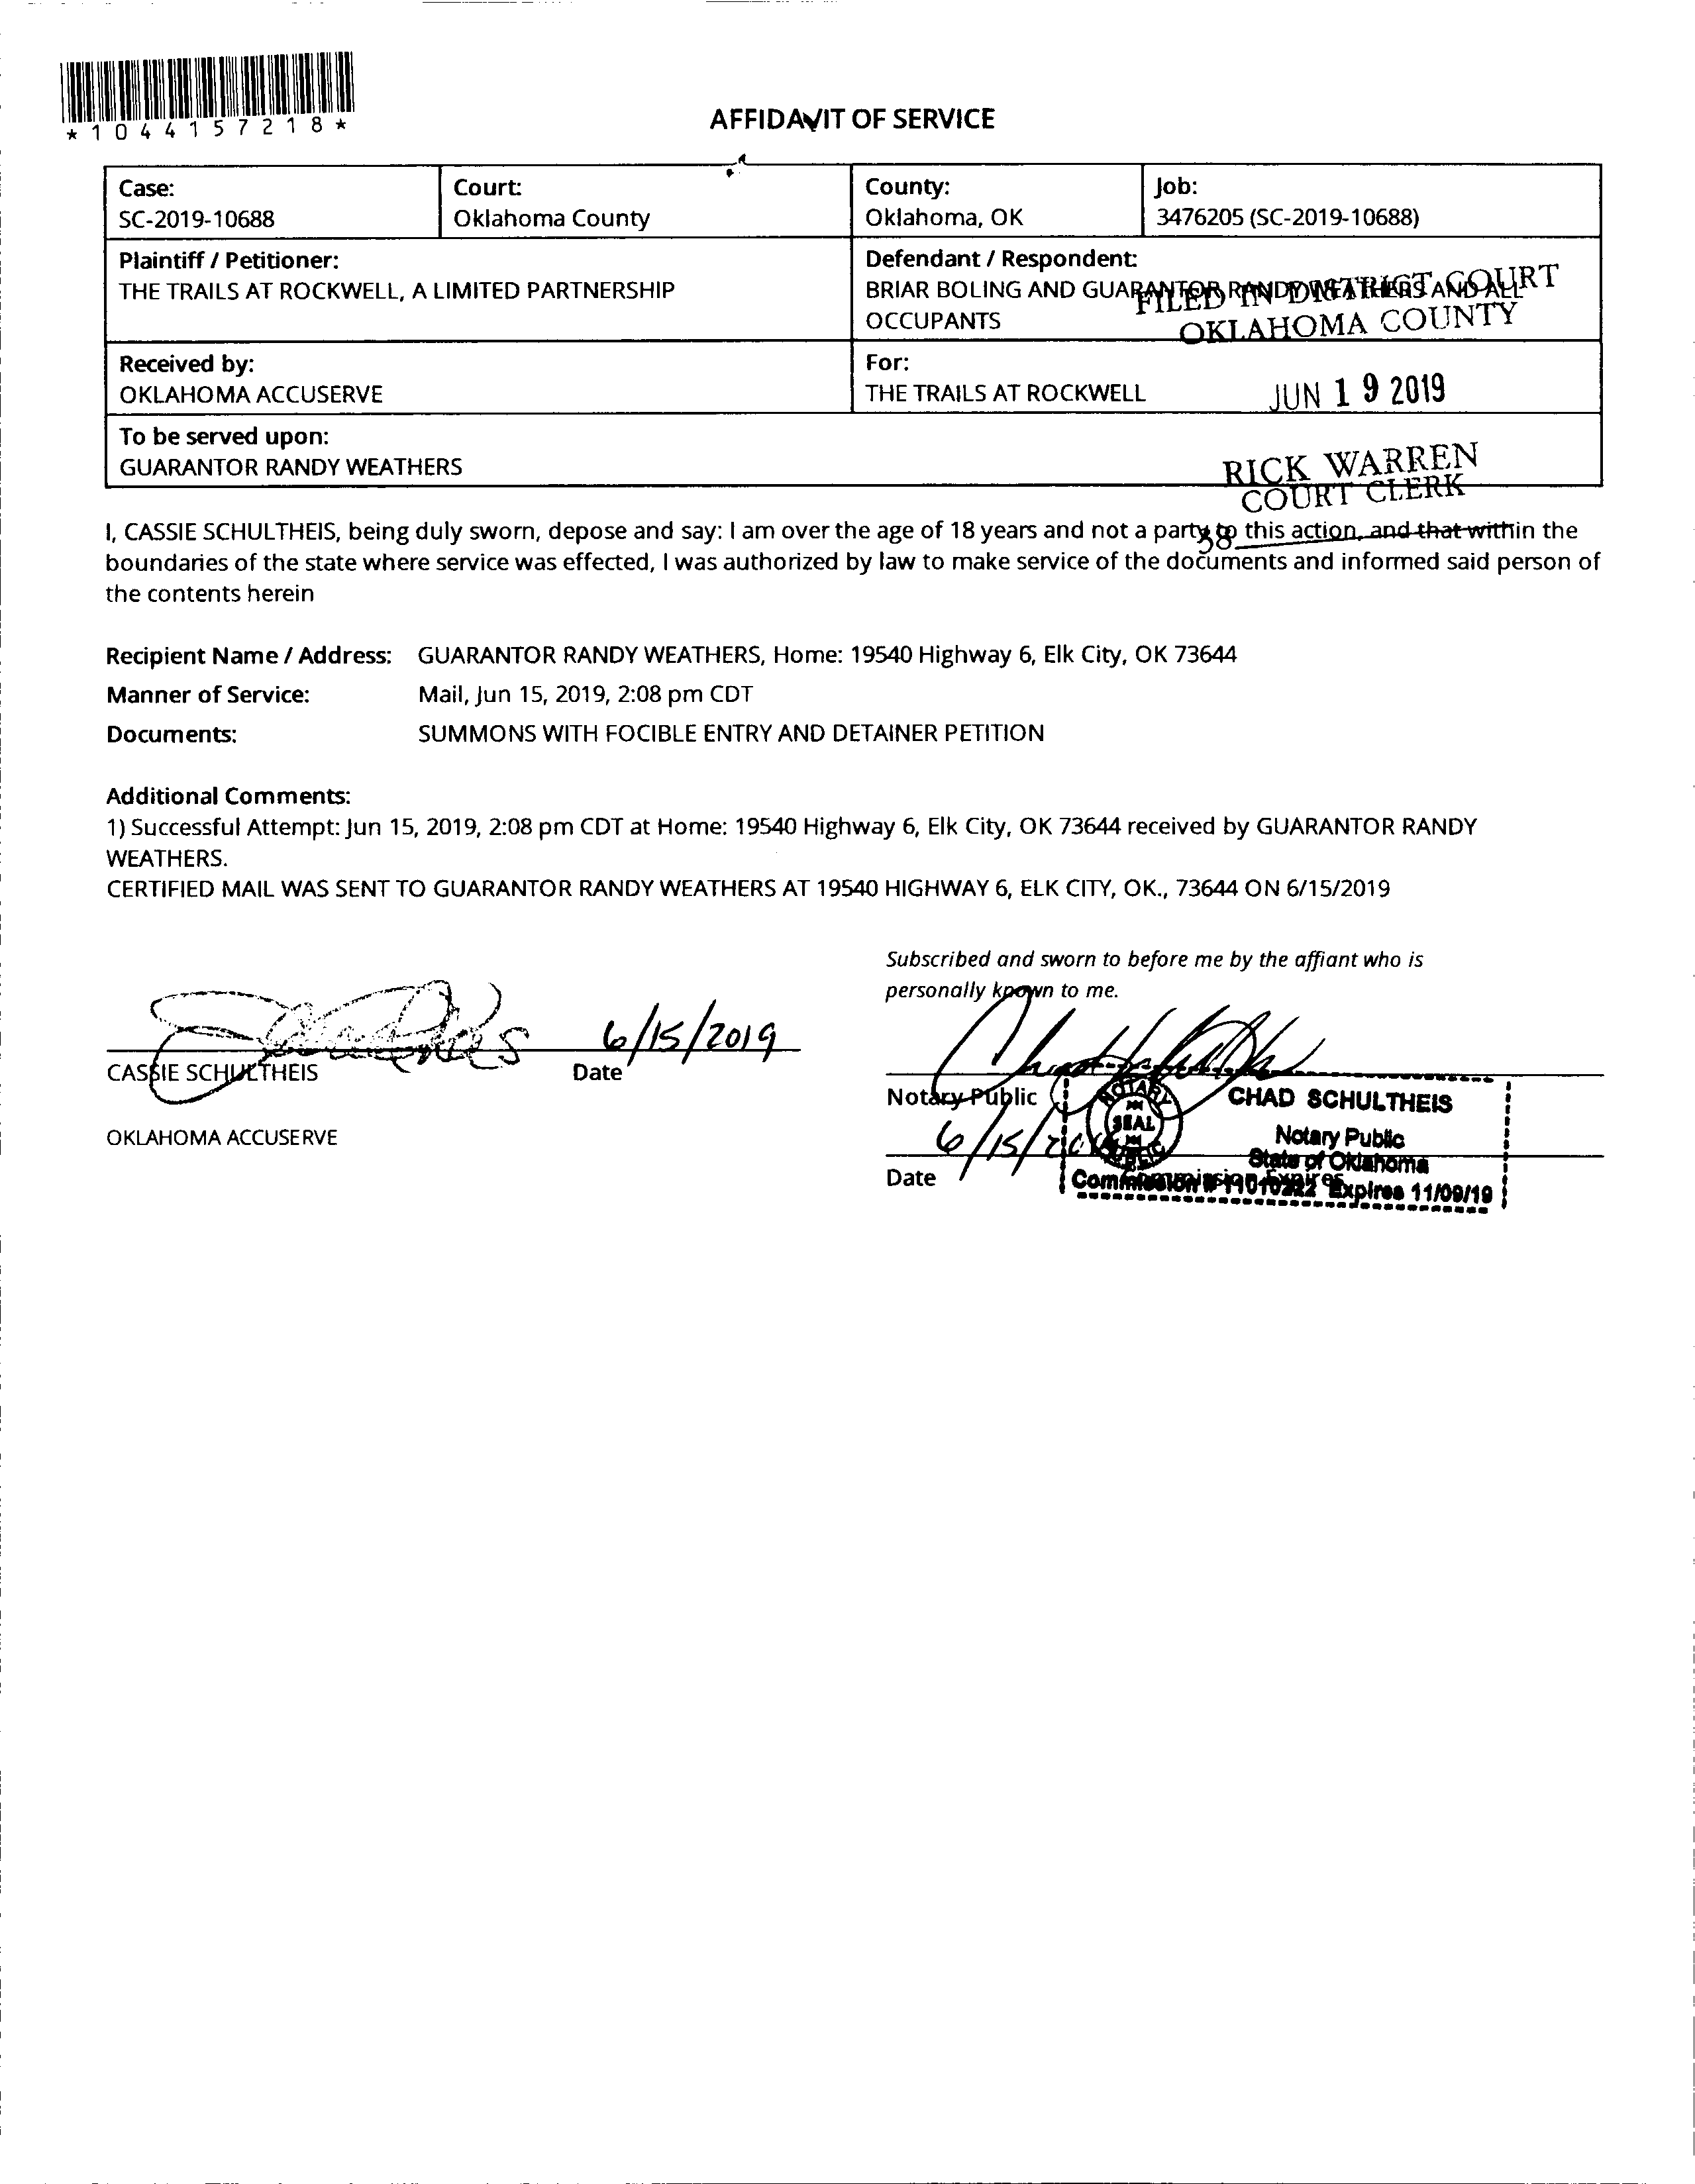 *1044157218*
AFFIDAVIT OF SERVICE
Case:
SC-2019-10688
Court:
Oklahoma County
County:
Oklahoma, OK
Job:
3476205 (SC-2019-10688)
Plaintiff / Petitioner:
THE TRAILS AT ROCKWELL, A LIMITED PARTNERSHIP
Defendant / Respondent:
BRIAR BOLING AND GUARANTOR RANDY WEATHERS AND ALL
OCCUPANTS
FILED IN DISTRICT COURT
OKLAHOMA COUNTY
Received by:
OKLAHOMA ACCUSERVE
For:
THE TRAILS AT ROCKWELL
JUN 19 2019
To be served upon:
GUARANTOR RANDY WEATHERS
RICK WARREN
COURT CLERK
38
I, CASSIE SCHULTHEIS, being duly sworn, depose and say: I am over the age of 18 years and not a party to this action, and that within the
boundaries of the state where service was effected, I was authorized by law to make service of the documents and informed said person of
the contents herein
Recipient Name / Address: GUARANTOR RANDY WEATHERS, Home: 19540 Highway 6, Elk City, OK 73644
Manner of Service: Mail, Jun 15, 2019, 2:08 pm CDT
Documents: SUMMONS WITH FOCIBLE ENTRY AND DETAINER PETITION
Additional Comments:
1) Successful Attempt: Jun 15, 2019, 2:08 pm CDT at Home: 19540 Highway 6, Elk City, OK 73644 received by GUARANTOR RANDY
WEATHERS.
CERTIFIED MAIL WAS SENT TO GUARANTOR RANDY WEATHERS AT 19540 HIGHWAY 6, ELK CITY, OK., 73644 ON 6/15/2019
6/15/2019
CASSIE SCHULTHEIS Date
OKLAHOMA ACCUSERVE
Subscribed and sworn to before me by the affiant who is
personally known to me.
Notary Public
6/15/
Date
Commission Expires
NOTARY
SEAL
PUBLIC
CHAD SCHULTHEIS
Notary Public
State of Oklahoma
Commission # Expires 11/09/19